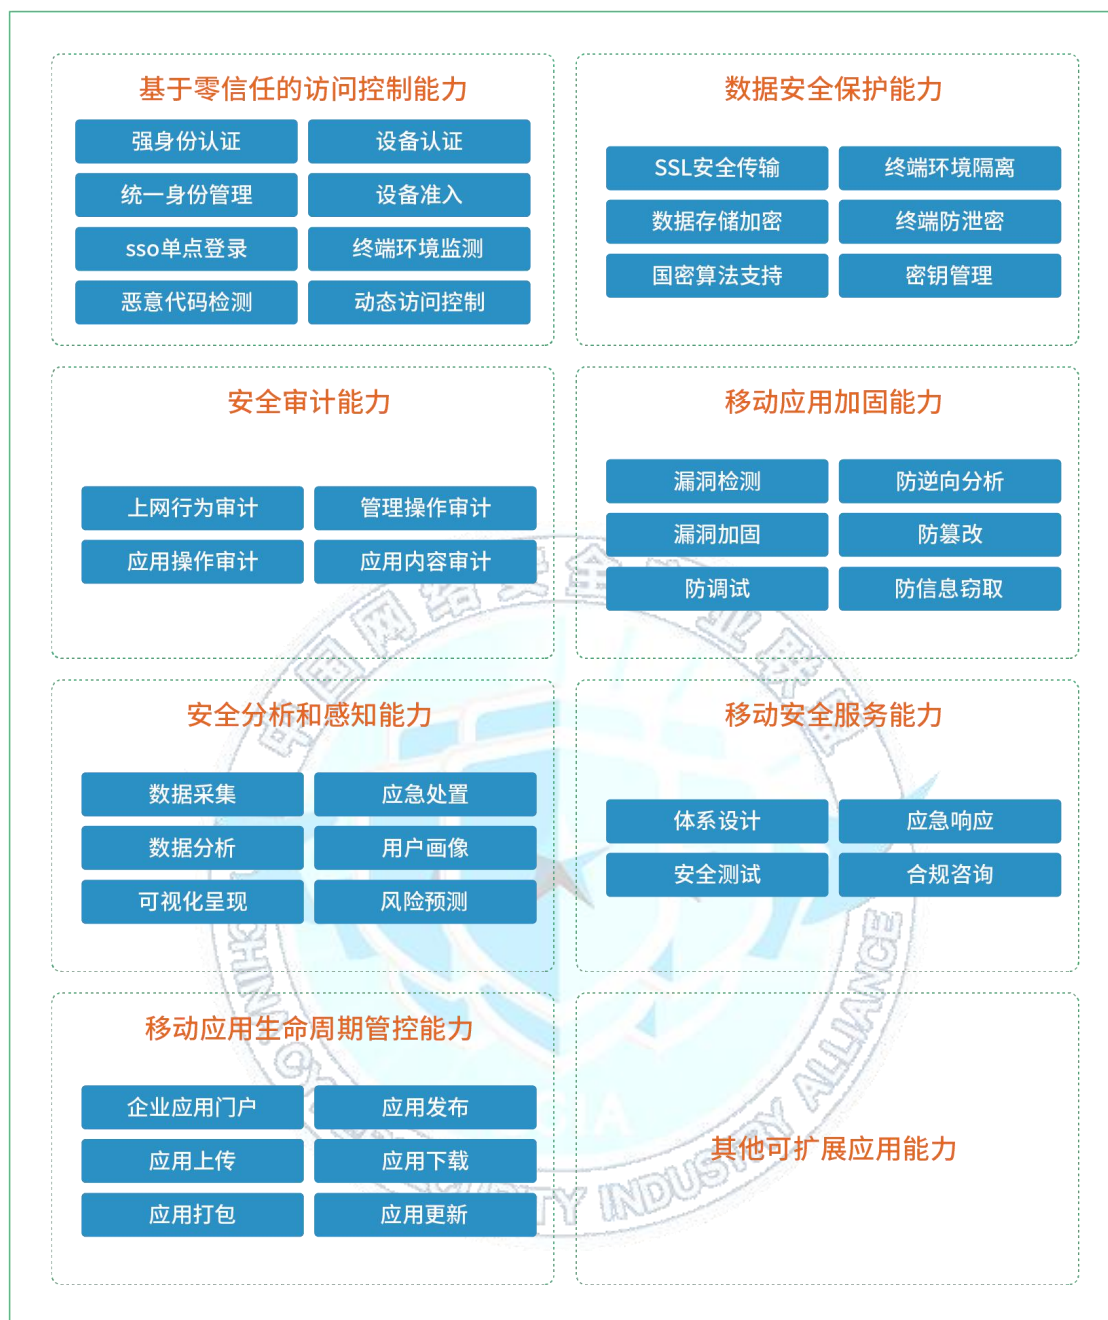 基于零信任的访问控制能力
强身份认证
设备认证
统一身份管理
设备准入
sso单点登录
终端环境监测
恶意代码检测
动态访问控制
数据安全保护能力
SSL安全传输
终端环境隔离
数据存储加密
终端防泄密
国密算法支持
密钥管理
安全审计能力
上网行为审计
管理操作审计
应用操作审计
应用内容审计
移动应用加固能力
漏洞检测
防逆向分析
漏洞加固
防篡改
防调试
防信息窃取
安全分析和感知能力
数据采集
应急处置
数据分析
用户画像
可视化呈现
风险预测
移动安全服务能力
体系设计
应急响应
安全测试
合规咨询
移动应用生命周期管控能力
企业应用门户
应用发布
应用上传
应用下载
应用打包
应用更新
其他可扩展应用能力